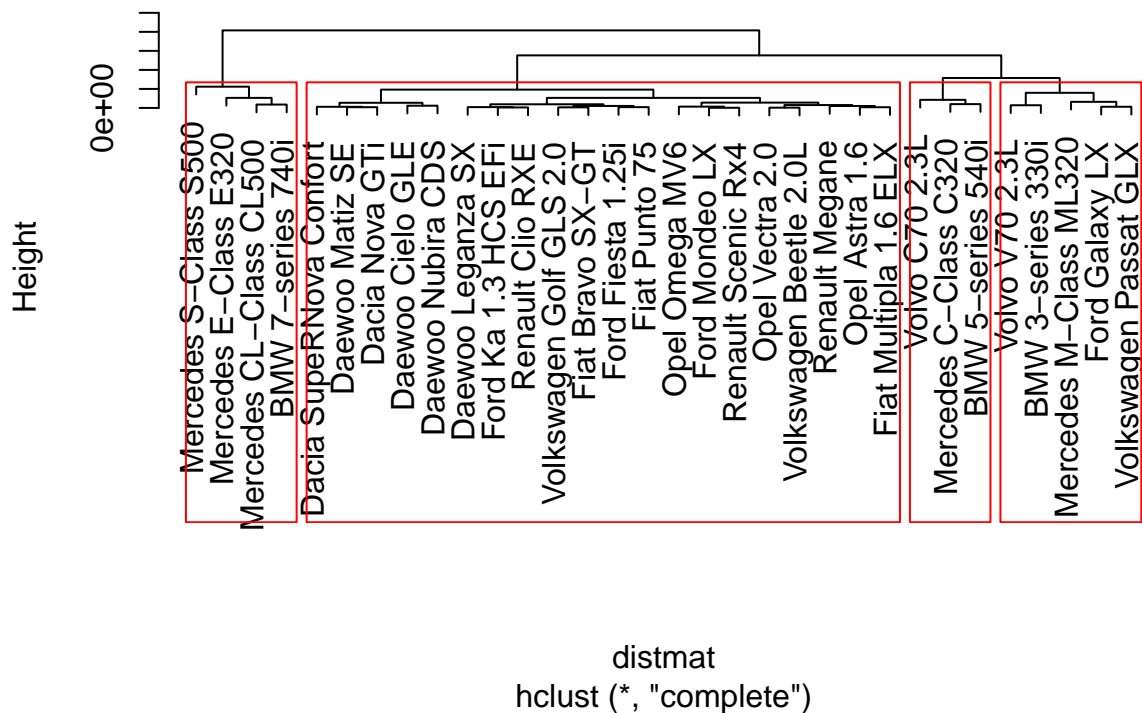 Height
0e+00
Mercedes S−Class S500
Mercedes E−Class E320
Mercedes CL−Class CL500
BMW 7−series 740i
Dacia SupeRNova Confort
Daewoo Matiz SE
Dacia Nova GTi
Daewoo Cielo GLE
Daewoo Nubira CDS
Daewoo Leganza SX
Ford Ka 1.3 HCS EFi
Renault Clio RXE
Volkswagen Golf GLS 2.0
Fiat Bravo SX−GT
Ford Fiesta 1.25i
Fiat Punto 75
Opel Omega MV6
Ford Mondeo LX
Renault Scenic Rx4
Opel Vectra 2.0
Volkswagen Beetle 2.0L
Renault Megane
Opel Astra 1.6
Fiat Multipla 1.6 ELX
Volvo C70 2.3L
Mercedes C−Class C320
BMW 5−series 540i
Volvo V70 2.3L
BMW 3−series 330i
Mercedes M−Class ML320
Ford Galaxy LX
Volkswagen Passat GLX
distmat
hclust (*, "complete")